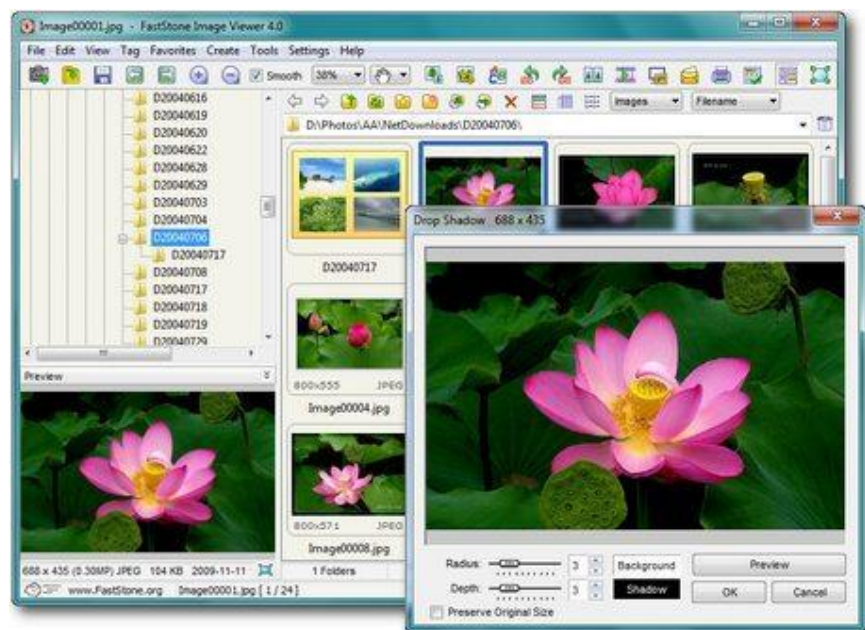 Image00001.jpg - FastStone Image Viewer 4.0
File Edit View Tag Favorites Create Tools Settings Help
Smooth 38%
D20040616
D20040619
D20040620
D20040622
D20040628
D20040629
D20040703
D20040704
D20040706
D20040717
D20040708
D20040717
D20040718
D20040719
D20040729
Images Filename
D:\Photos\AA\NetDownloads\D20040706\
D20040717
800x555 JPEG
Image00004.jpg
800x571 JPEG
Image00008.jpg
Preview
688 x 435 (0.30MP) JPEG 104 KB 2009-11-11
1 Folders
www.FastStone.org Image00001.jpg [ 1 / 24 ]
Drop Shadow 688 x 435
Radius: 3 Background Preview
Depth: 3 Shadow OK Cancel
Preserve Original Size